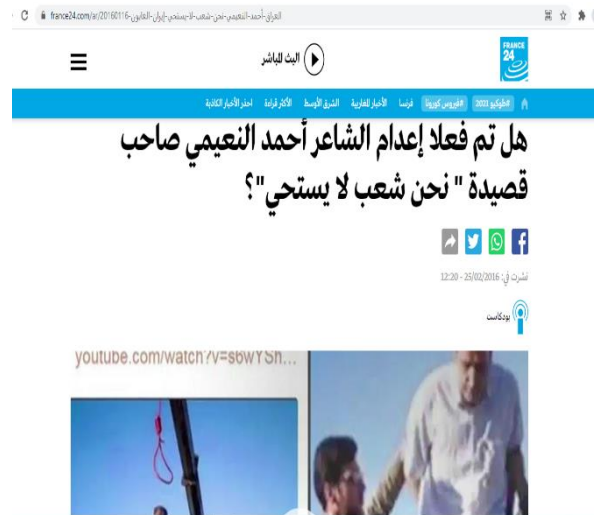 france24.com/ar/20160116-العراق-أحمد-النعيمي-نحن-شعب-لا-يستحي-إيران-العابون
البث المباشر
FRANCE
24
#طوكيو 2021 #فيروس كورونا فرنسا الأخبار المغاربية الشرق الأوسط الأكثر قراءة احذر الأخبار الكاذبة
هل تم فعلا إعدام الشاعر أحمد النعيمي صاحب
قصيدة " نحن شعب لا يستحي"؟
نشرت في: 25/02/2016 - 12:20
بودكاست
youtube.com/watch?v=s6wYSh...